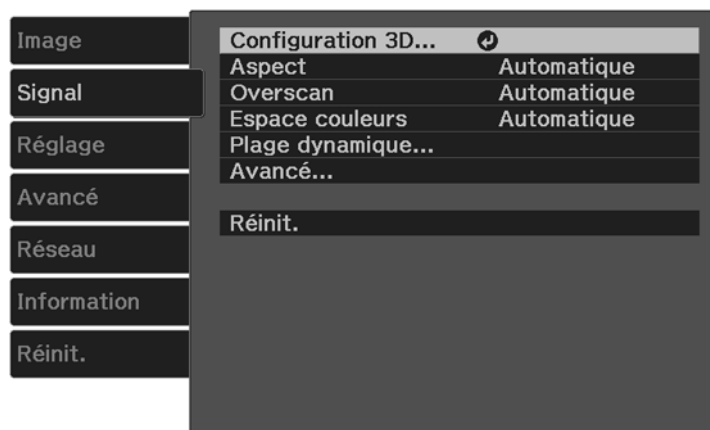 Image
Signal
Réglage
Avancé
Réseau
Information
Réinit.
Configuration 3D...
Aspect Automatique
Overscan Automatique
Espace couleurs Automatique
Plage dynamique...
Avancé...
Réinit.